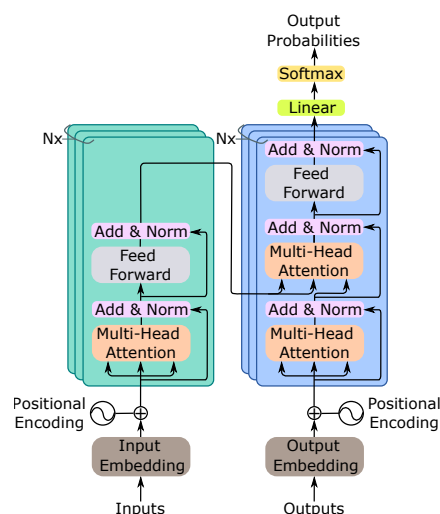 Output
Probabilities
Softmax
Linear
Nx
Nx
Add & Norm
Feed
Forward
Add & Norm
Multi-Head
Attention
Add & Norm
Multi-Head
Attention
Add & Norm
Feed
Forward
Add & Norm
Multi-Head
Attention
Positional
Encoding
Positional
Encoding
Input
Embedding
Output
Embedding
Inputs
Outputs